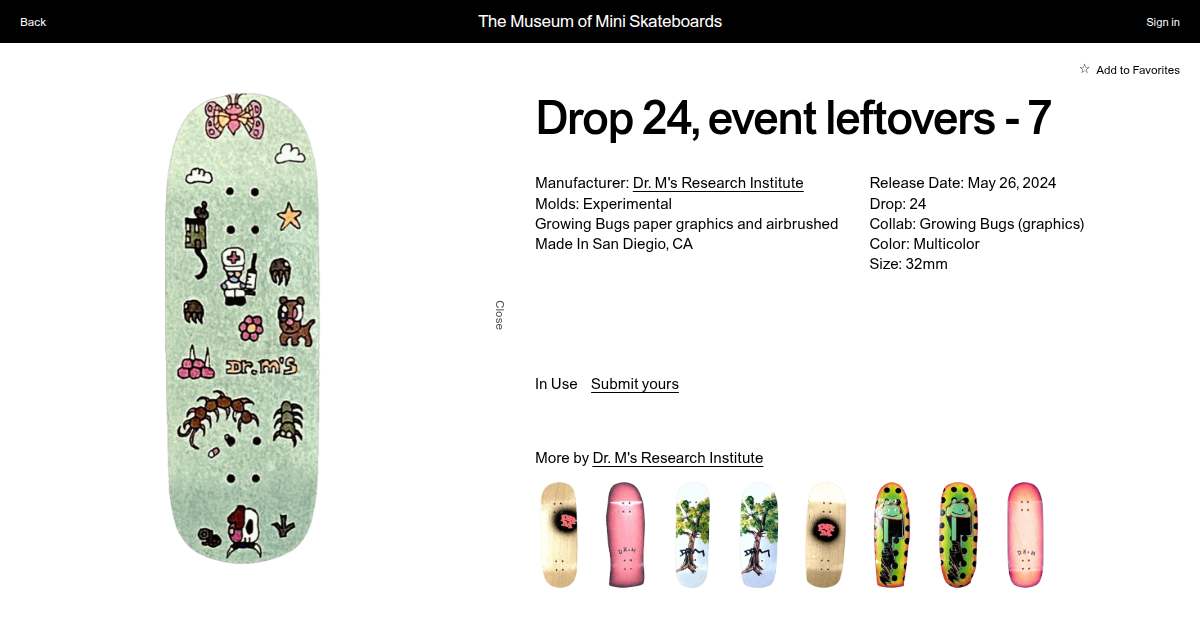 Back
The Museum of Mini Skateboards
Sign in
☆ Add to Favorites
Drop 24, event leftovers - 7
Manufacturer: Dr. M's Research Institute
Molds: Experimental
Growing Bugs paper graphics and airbrushed
Made In San Diegio, CA
Release Date: May 26, 2024
Drop: 24
Collab: Growing Bugs (graphics)
Color: Multicolor
Size: 32mm
Dr. M's
Close
In Use Submit yours
More by Dr. M's Research Institute